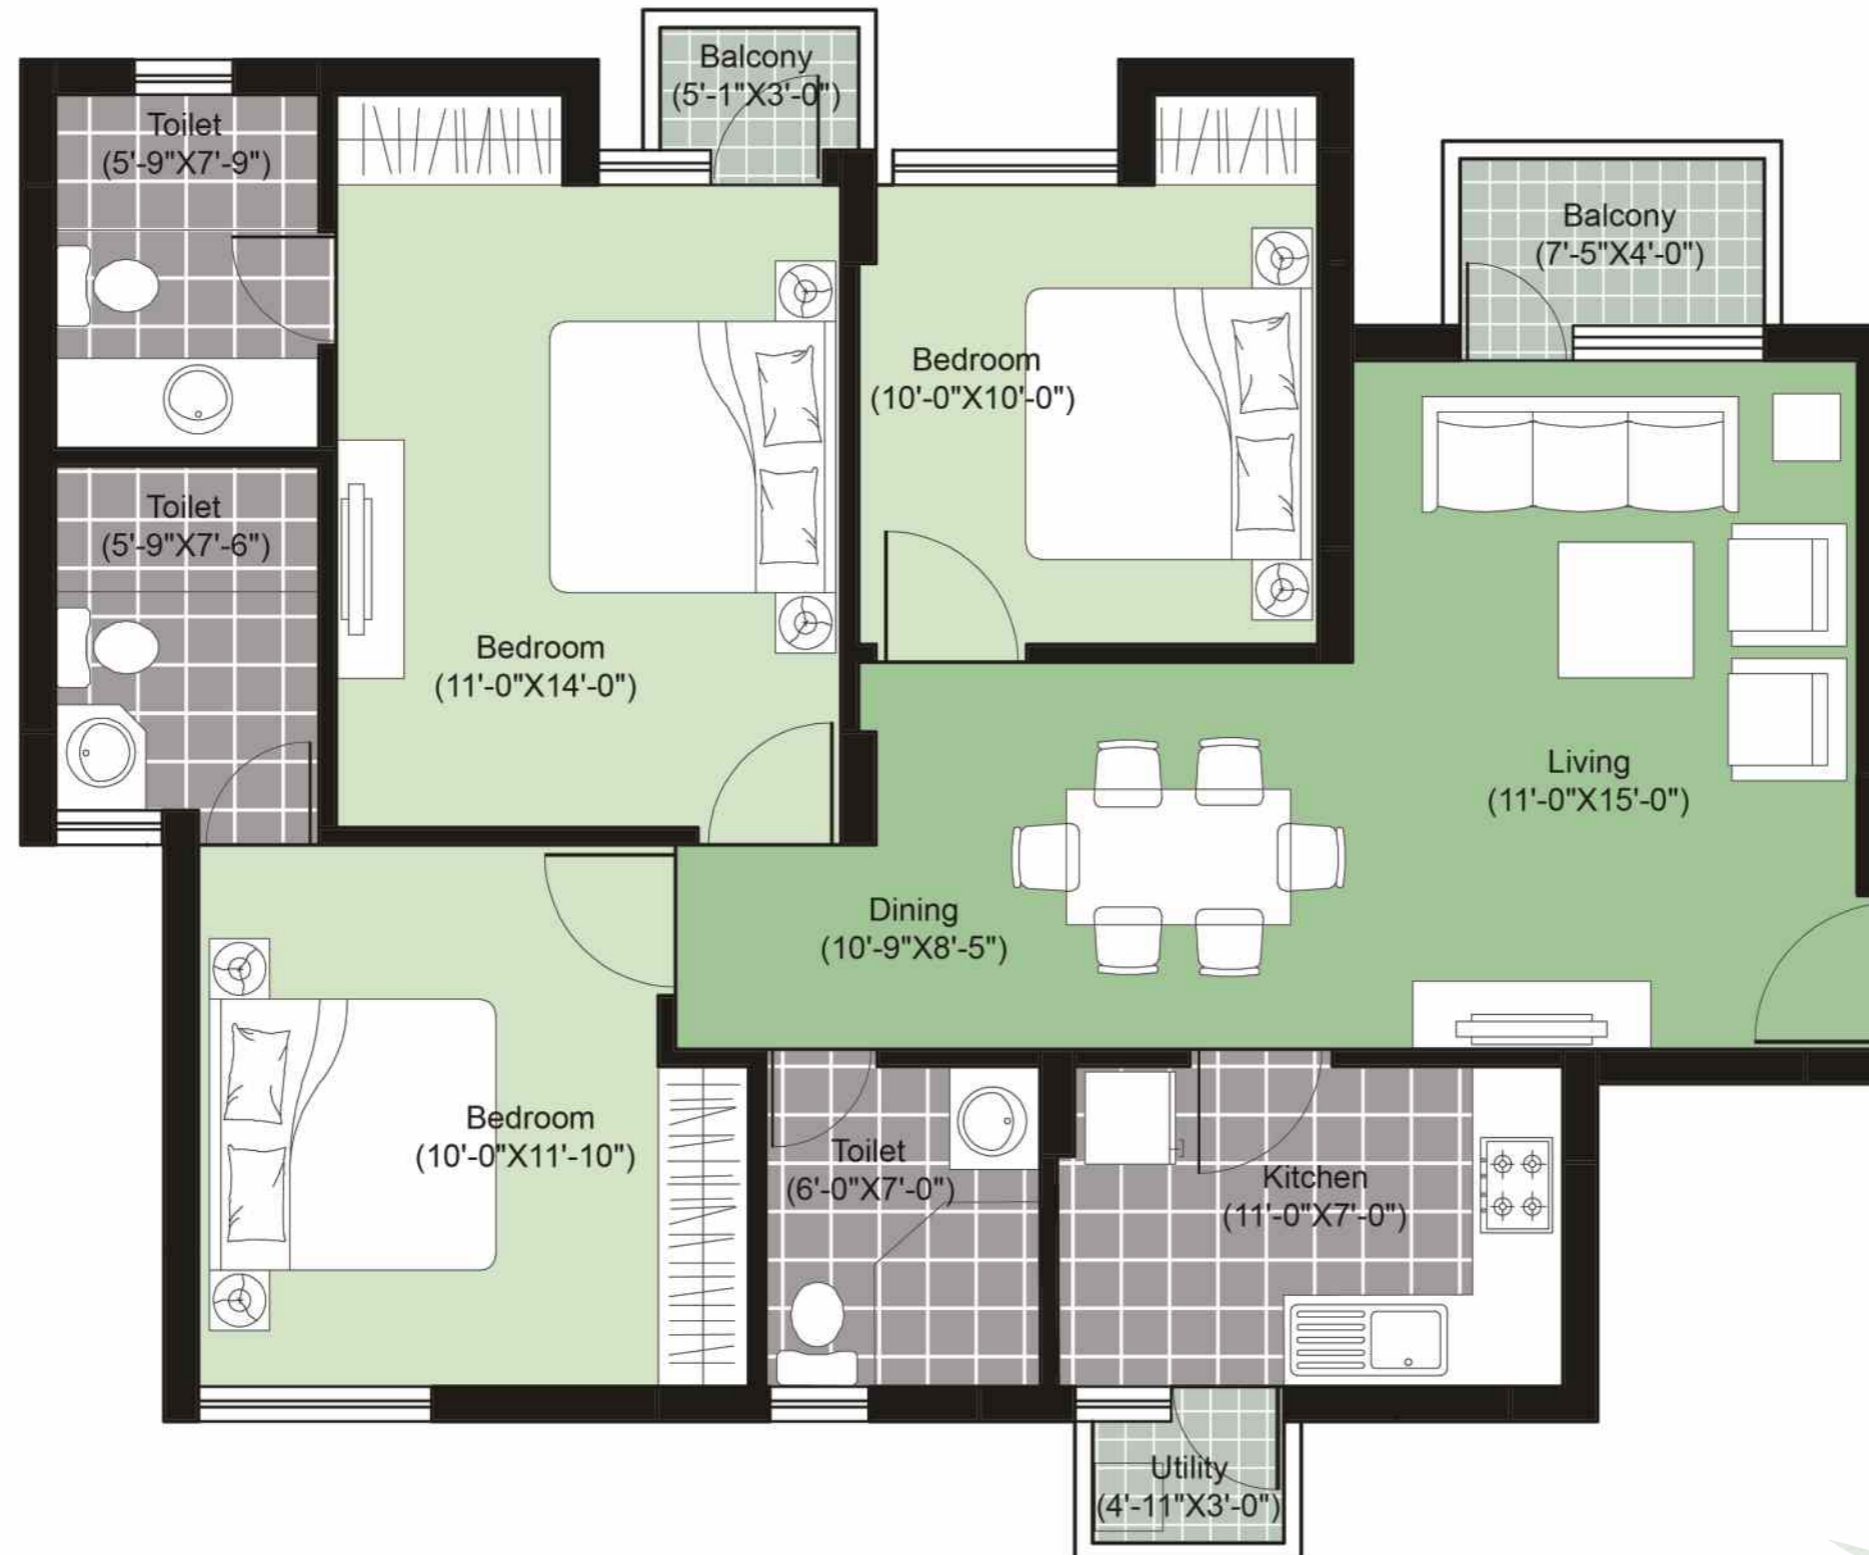 Balcony
(5'-1"X3'-0")
Toilet
(5'-9"X7'-9")
Balcony
(7'-5"X4'-0")
Bedroom
(10'-0"X10'-0")
Toilet
(5'-9"X7'-6")
Bedroom
(11'-0"X14'-0")
Living
(11'-0"X15'-0")
Dining
(10'-9"X8'-5")
Bedroom
(10'-0"X11'-10")
Toilet
(6'-0"X7'-0")
Kitchen
(11'-0"X7'-0")
Utility
(4'-11"X3'-0")